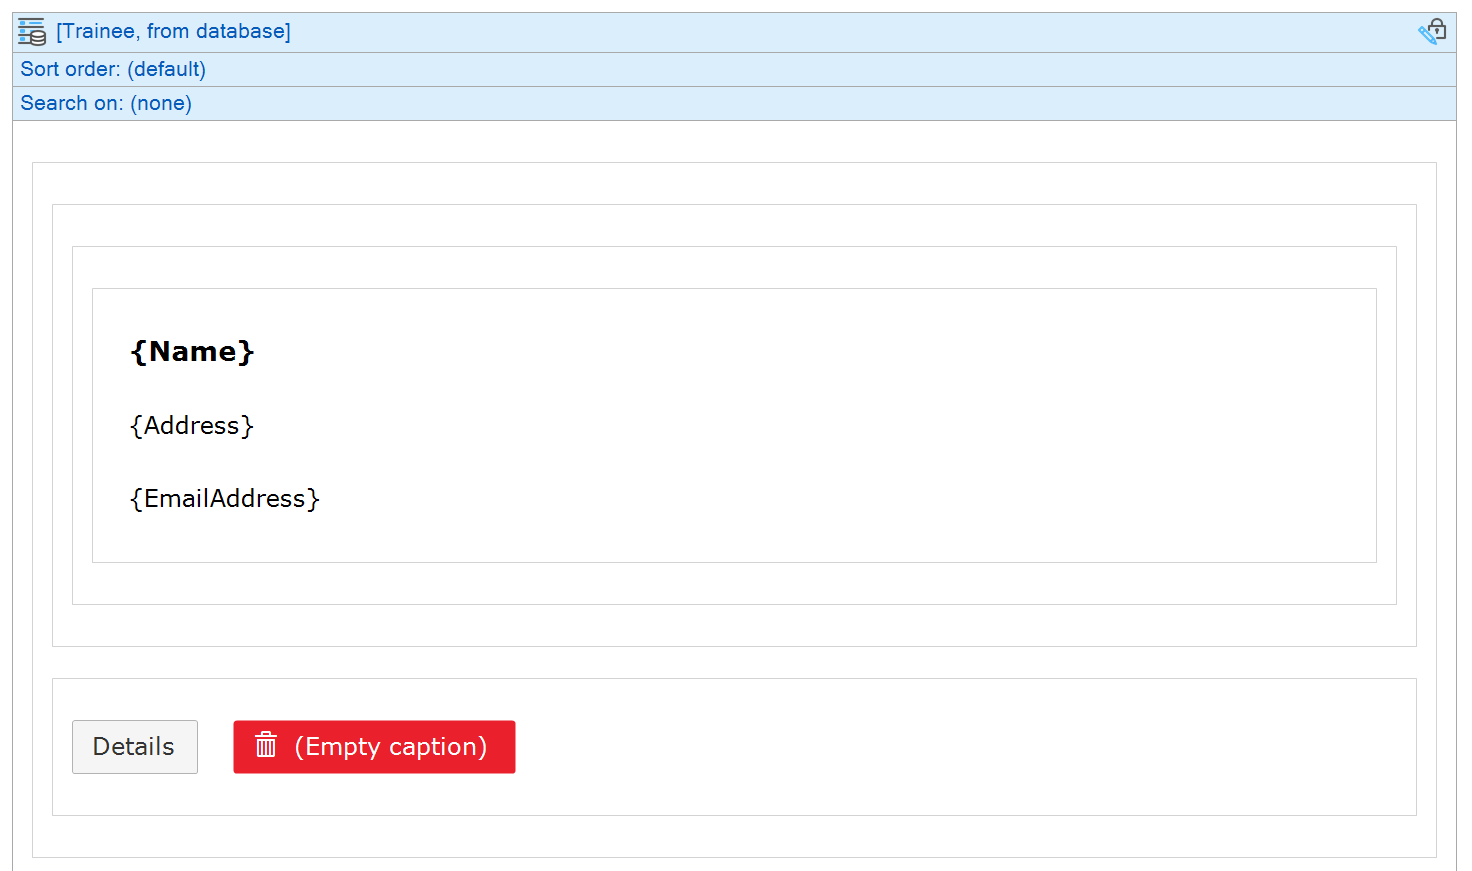 [Trainee, from database]
Sort order: (default)
Search on: (none)
{Name}
{Address}
{EmailAddress}
Details
(Empty caption)